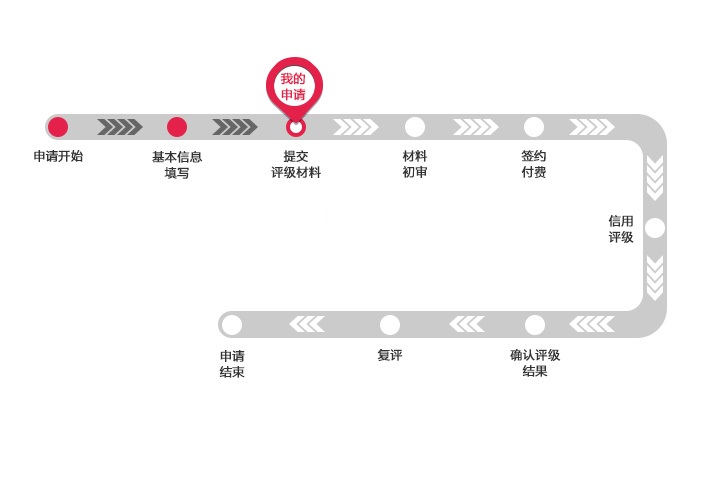 我的
申请
申请开始
基本信息
填写
提交
评级材料
材料
初审
签约
付费
信用
评级
申请
结束
复评
确认评级
结果